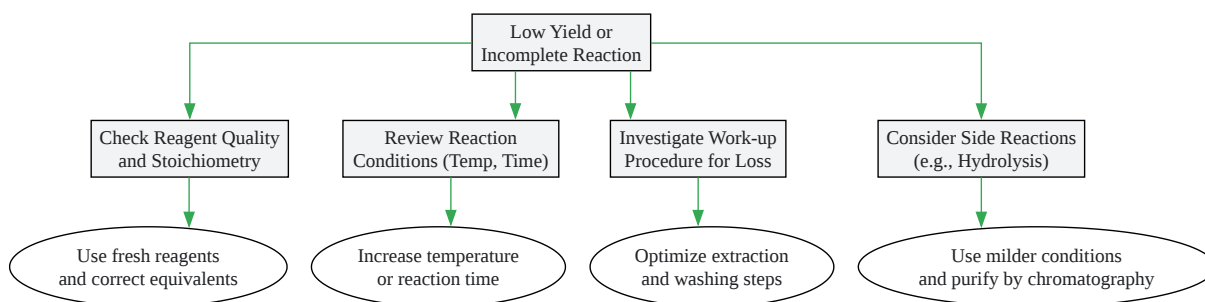 Low Yield or
Incomplete Reaction
Check Reagent Quality
and Stoichiometry
Review Reaction
Conditions (Temp, Time)
Investigate Work-up
Procedure for Loss
Consider Side Reactions
(e.g., Hydrolysis)
Use fresh reagents
and correct equivalents
Increase temperature
or reaction time
Optimize extraction
and washing steps
Use milder conditions
and purify by chromatography